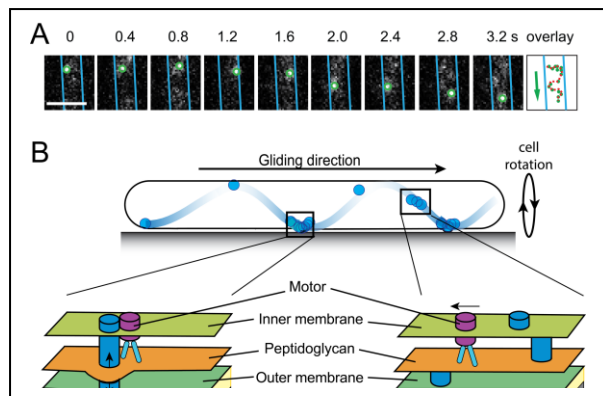 A
0 0.4 0.8 1.2 1.6 2.0 2.4 2.8 3.2 s overlay
B
Gliding direction
cell
rotation
Motor
Inner membrane
Peptidoglycan
Outer membrane